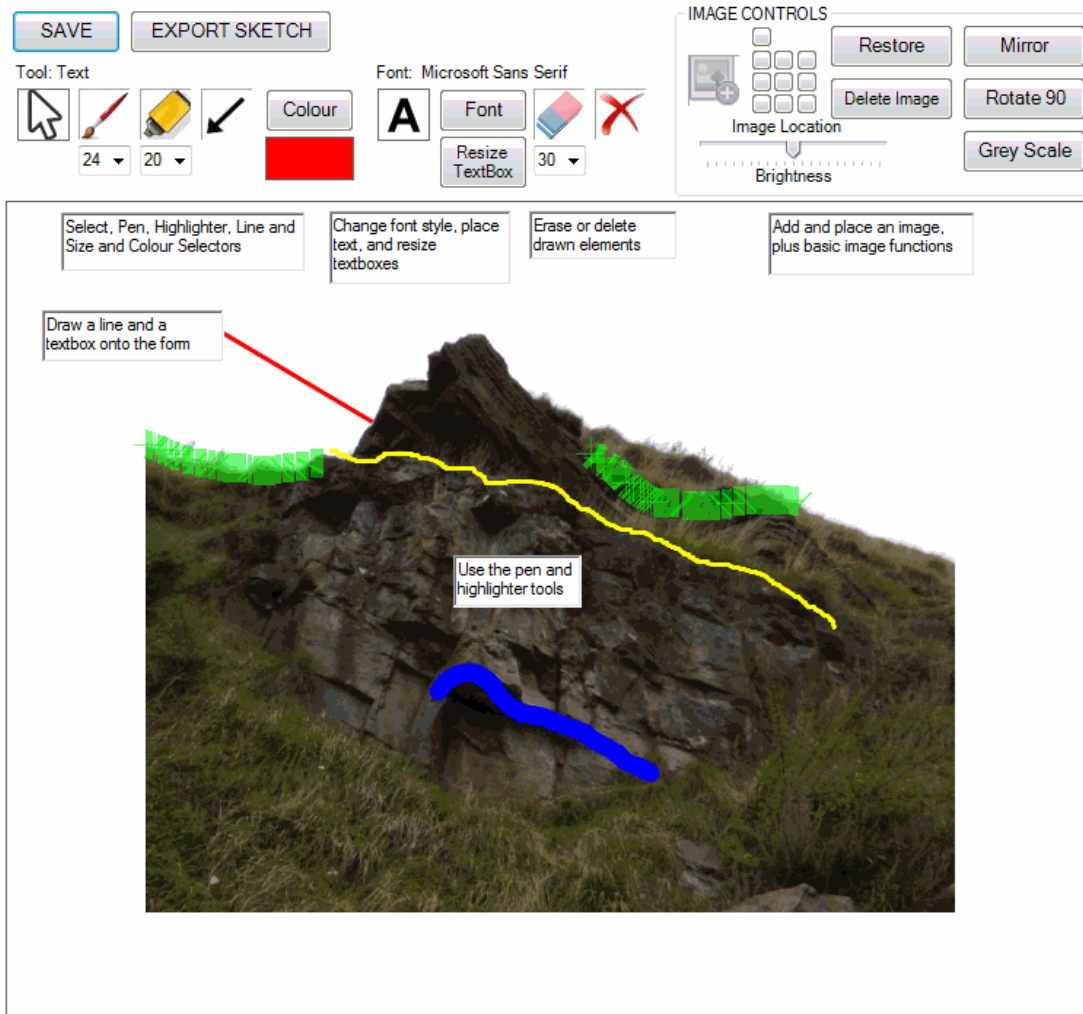 SAVE
EXPORT SKETCH
IMAGE CONTROLS
Restore
Mirror
Tool: Text
Font: Microsoft Sans Serif
Colour
A
Font
Delete Image
Rotate 90
Image Location
24
20
Resize
TextBox
30
Grey Scale
Brightness
Select, Pen, Highlighter, Line and
Size and Colour Selectors
Change font style, place
text, and resize
textboxes
Erase or delete
drawn elements
Add and place an image,
plus basic image functions
Draw a line and a
textbox onto the form
Use the pen and
highlighter tools